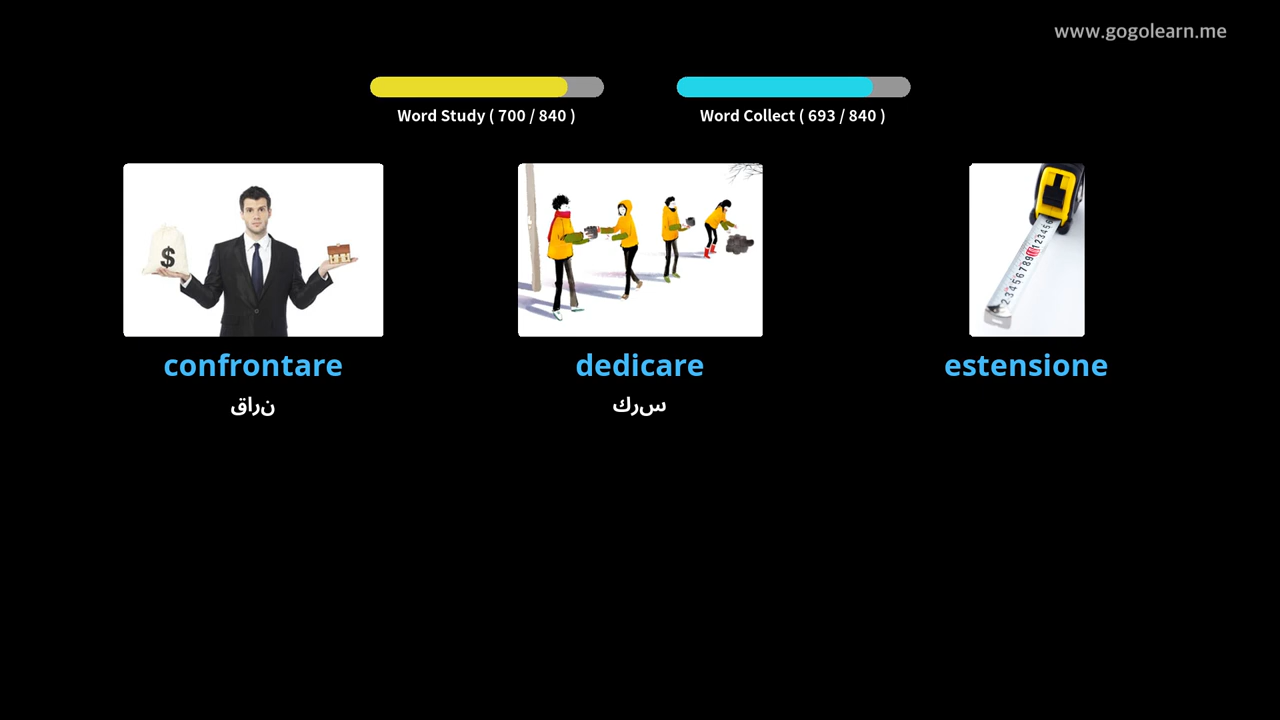 www.gogolearn.me
Word Study ( 700 / 840 )
Word Collect ( 693 / 840 )
$
confrontare
dedicare
estensione
قارن
كرس